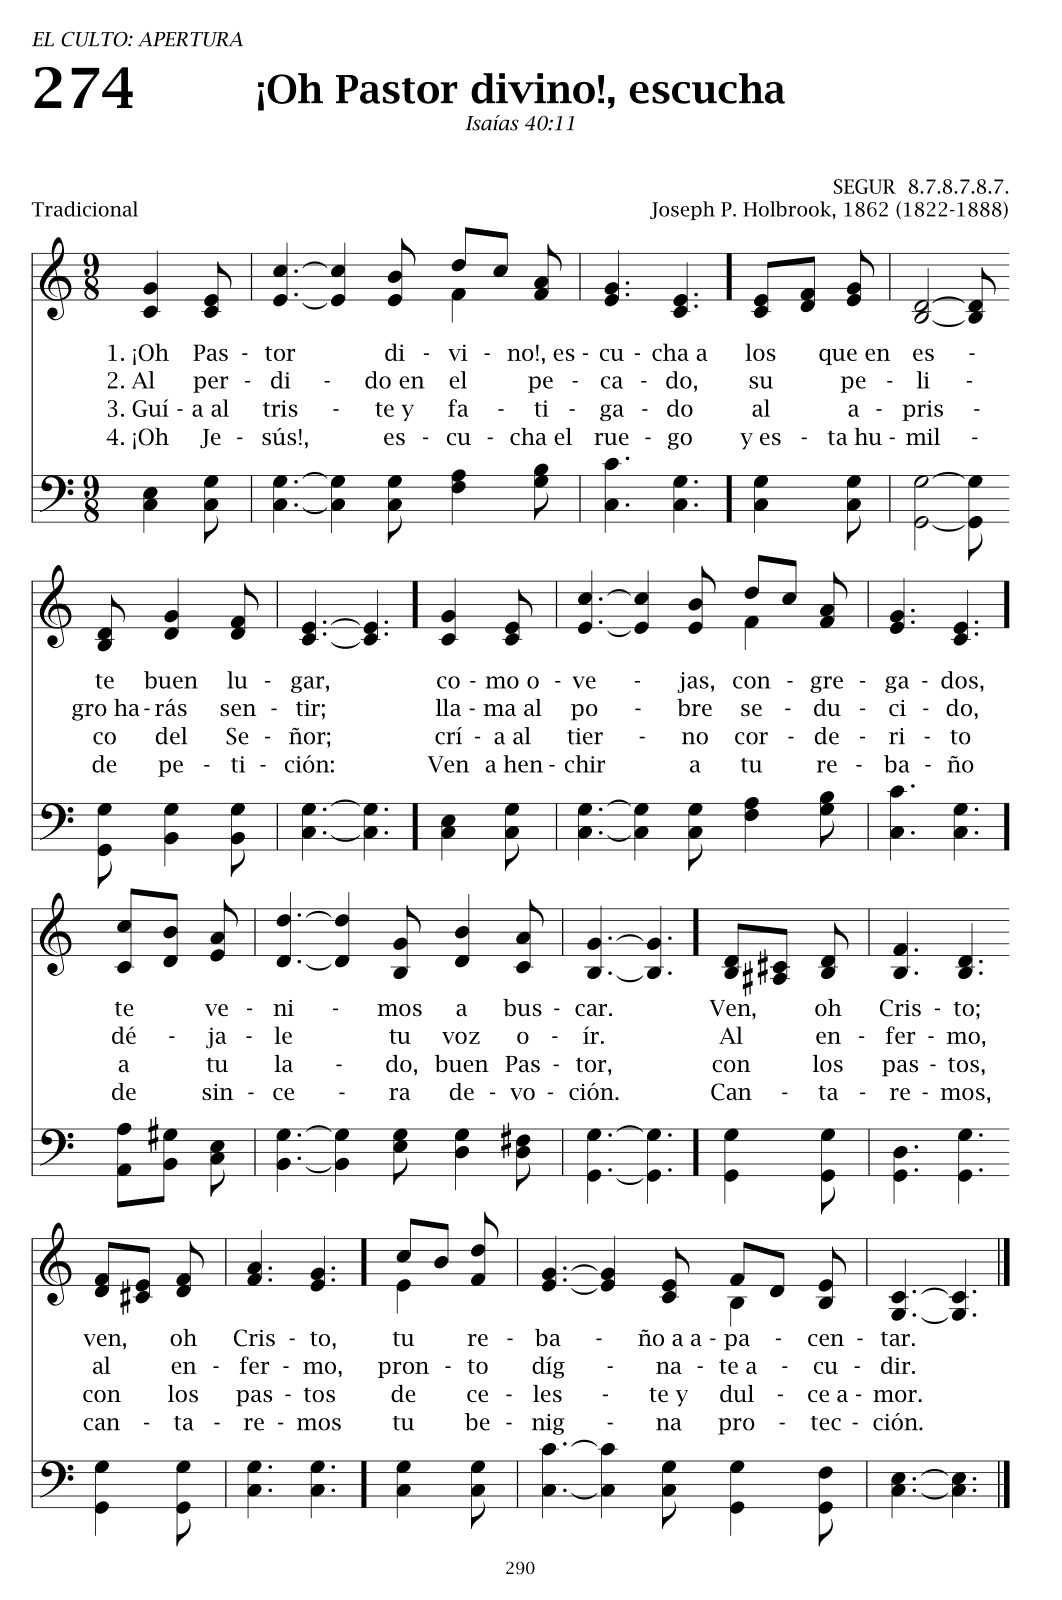 EL CULTO: APERTURA
274 ¡Oh Pastor divino!, escucha
Isaías 40:11
SEGUR 8.7.8.7.8.7.
Tradicional Joseph P. Holbrook, 1862 (1822-1888)
9 8
1. ¡Oh Pas - tor di - vi - no!, es - cu - cha a los que en es -
2. Al per - di - do en el pe - ca - do, su pe - li -
3. Guí - a al tris - te y fa - ti - ga - do al a - pris -
4. ¡Oh Je - sús!, es - cu - cha el rue - go y es - ta hu - mil -
9 8
te buen lu - gar, co - mo o - ve - jas, con - gre - ga - dos,
gro ha - rás sen - tir; lla - ma al po - bre se - du - ci - do,
co del Se - ñor; crí - a al tier - no cor - de - ri - to
de pe - ti - ción: Ven a hen - chir a tu re - ba - ño
te ve - ni - mos a bus - car. Ven, oh Cris - to;
dé - ja - le tu voz o - ír. Al en - fer - mo,
a tu la - do, buen Pas - tor, con los pas - tos,
de sin - ce - ra de - vo - ción. Can - ta - re - mos,
ven, oh Cris - to, tu re - ba - ño a a - pa - cen - tar.
al en - fer - mo, pron - to díg - na - te a - cu - dir.
con los pas - tos de ce - les - te y dul - ce a - mor.
can - ta - re - mos tu be - nig - na pro - tec - ción.
290